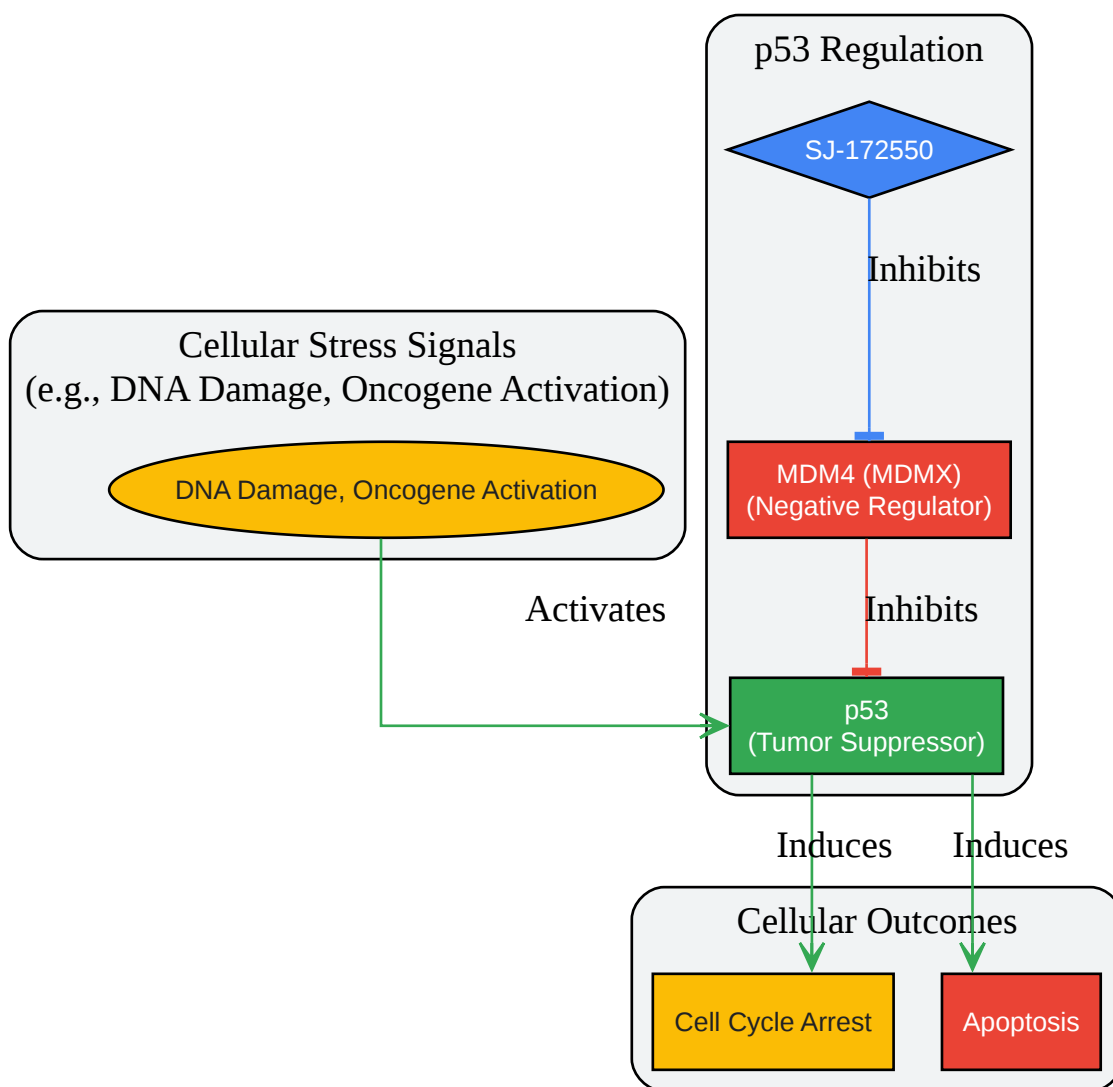 p53 Regulation
SJ-172550
Inhibits
Cellular Stress Signals
(e.g., DNA Damage, Oncogene Activation)
DNA Damage, Oncogene Activation
MDM4 (MDMX)
(Negative Regulator)
Activates
Inhibits
p53
(Tumor Suppressor)
Induces
Induces
Cellular Outcomes
Cell Cycle Arrest
Apoptosis